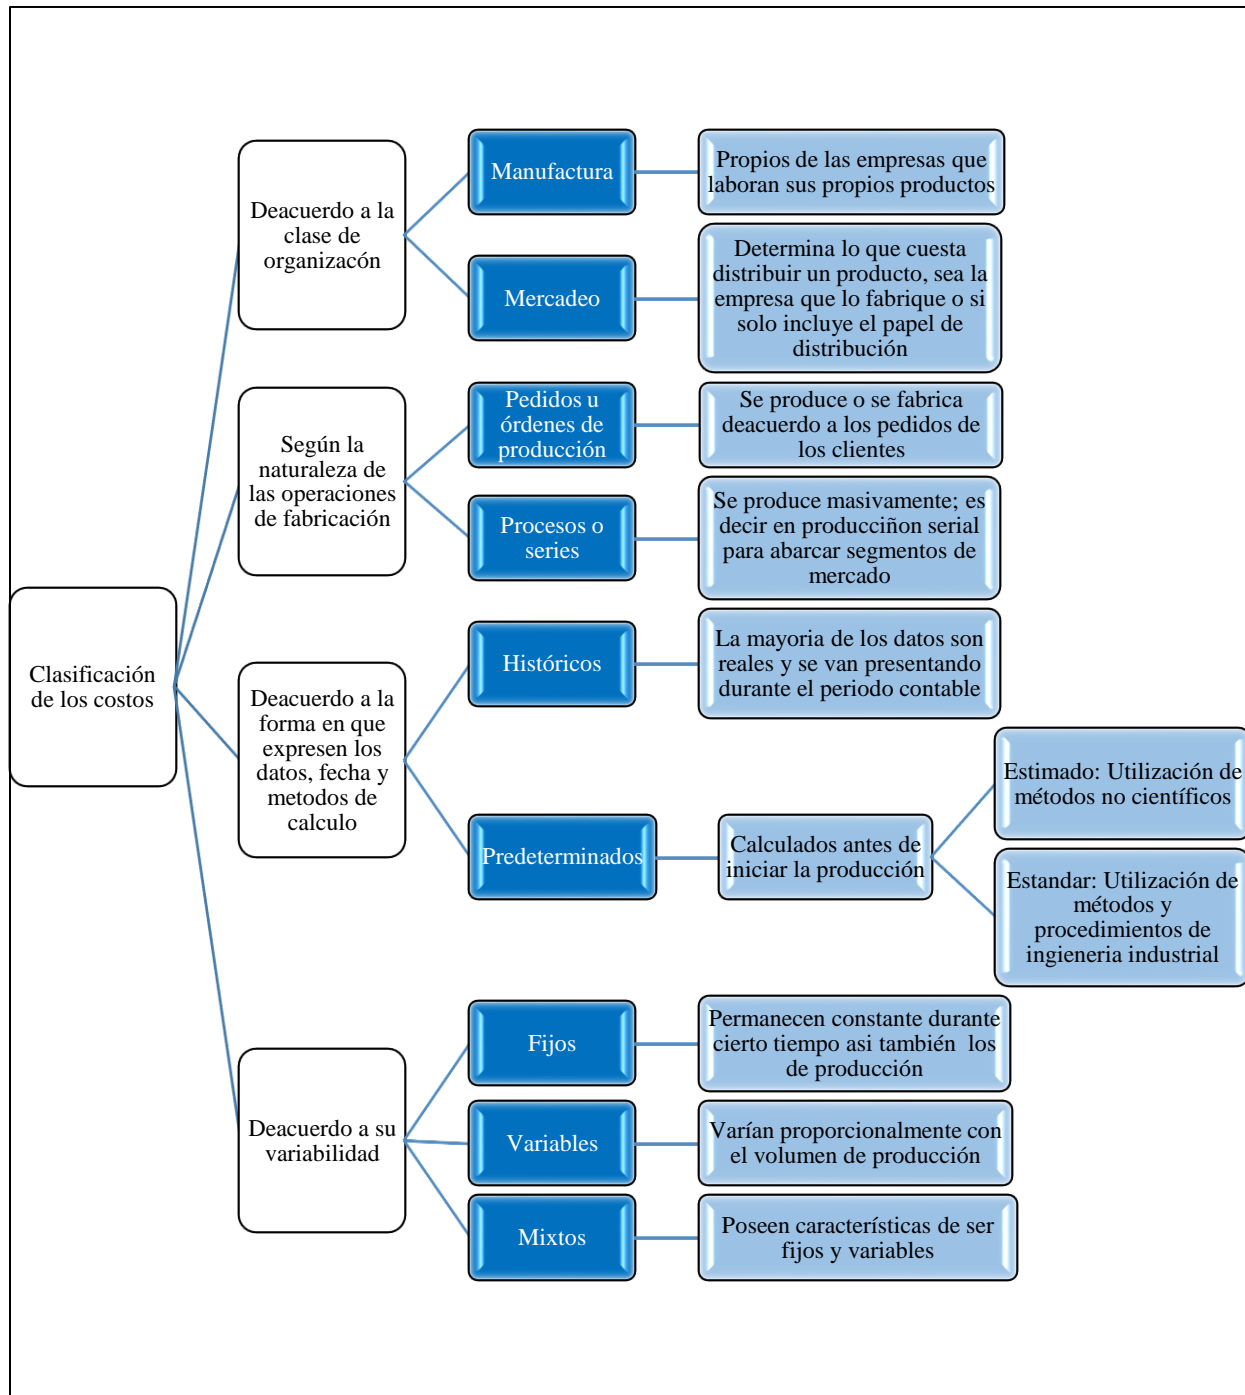 Clasificación
de los costos
Deacuerdo a la
clase de
organizacón
Manufactura
Propios de las empresas que
laboran sus propios productos
Mercadeo
Determina lo que cuesta
distribuir un producto, sea la
empresa que lo fabrique o si
solo incluye el papel de
distribución
Según la
naturaleza de
las operaciones
de fabricación
Pedidos u
órdenes de
producción
Se produce o se fabrica
deacuerdo a los pedidos de
los clientes
Procesos o
series
Se produce masivamente; es
decir en producciñon serial
para abarcar segmentos de
mercado
Deacuerdo a la
forma en que
expresen los
datos, fecha y
metodos de
calculo
Históricos
La mayoria de los datos son
reales y se van presentando
durante el periodo contable
Predeterminados
Calculados antes de
iniciar la producción
Estimado: Utilización de
métodos no científicos
Estandar: Utilización de
métodos y
procedimientos de
ingieneria industrial
Deacuerdo a su
variabilidad
Fijos
Permanecen constante durante
cierto tiempo asi también  los
de producción
Variables
Varían proporcionalmente con
el volumen de producción
Mixtos
Poseen características de ser
fijos y variables